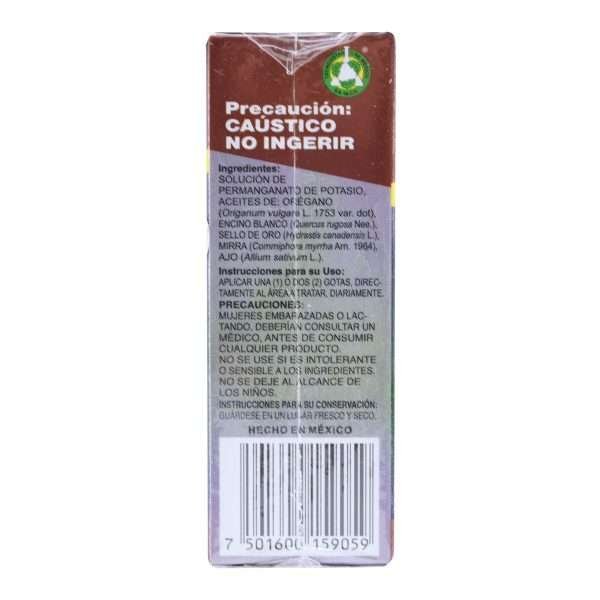 Precaución:
CAÚSTICO
NO INGERIR
Ingredientes:
SOLUCIÓN DE
PERMANGANATO DE POTASIO,
ACEITES DE: ORÉGANO
(Origanum vulgara L. 1753 var. dot),
ENCINO BLANCO (Quercus rugosa Nee.),
SELLO DE ORO (Hydrastis canadensis L.),
MIRRA (Commiphora myrrha Arn. 1964),
AJO (Allium sativum L.).
Instrucciones para su Uso:
APLICAR UNA (1) O DOS (2) GOTAS, DIREC-
TAMENTE AL ÁREA A TRATAR, DIARIAMENTE.
PRECAUCIONES:
MUJERES EMBARAZADAS O LAC-
TANDO, DEBERÍAN CONSULTAR UN
MÉDICO, ANTES DE CONSUMIR
CUALQUIER PRODUCTO.
NO SE USE SI ES INTOLERANTE
O SENSIBLE A LOS INGREDIENTES.
NO SE DEJE AL ALCANCE DE
LOS NIÑOS.
INSTRUCCIONES PARA SU CONSERVACIÓN:
GUÁRDESE EN UN LUGAR FRESCO Y SECO.
HECHO EN MÉXICO
7 501600 159059